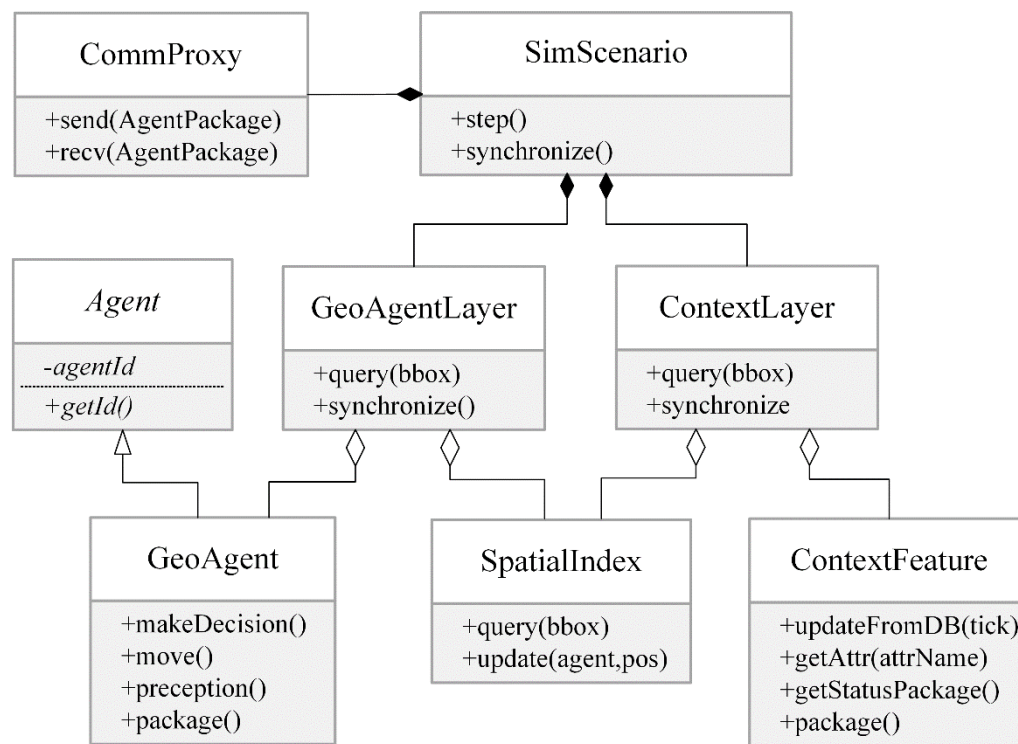 CommProxy
+send(AgentPackage)
+recv(AgentPackage)
SimScenario
+step()
+synchronize()
Agent
-agentId
+getId()
GeoAgentLayer
+query(bbox)
+synchronize()
ContextLayer
+query(bbox)
+synchronize
GeoAgent
+makeDecision()
+move()
+preception()
+package()
SpatialIndex
+query(bbox)
+update(agent,pos)
ContextFeature
+updateFromDB(tick)
+getAttr(attrName)
+getStatusPackage()
+package()